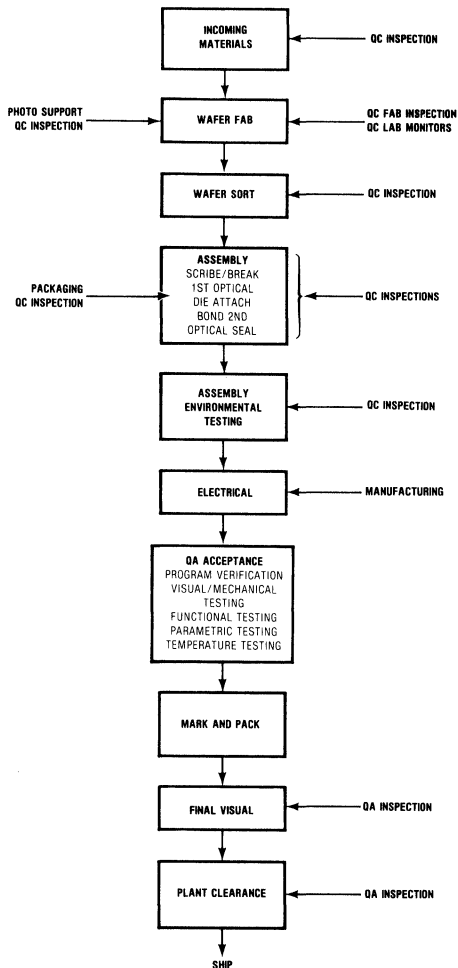 INCOMING
MATERIALS
QC INSPECTION
PHOTO SUPPORT
QC INSPECTION
WAFER FAB
QC FAB INSPECTION
QC LAB MONITORS
WAFER SORT
QC INSPECTION
PACKAGING
QC INSPECTION
ASSEMBLY
SCRIBE/BREAK
1ST OPTICAL
DIE ATTACH
BOND 2ND
OPTICAL SEAL
QC INSPECTIONS
ASSEMBLY
ENVIRONMENTAL
TESTING
QC INSPECTION
ELECTRICAL
MANUFACTURING
QA ACCEPTANCE
PROGRAM VERIFICATION
VISUAL/MECHANICAL
TESTING
FUNCTIONAL TESTING
PARAMETRIC TESTING
TEMPERATURE TESTING
MARK AND PACK
FINAL VISUAL
QA INSPECTION
PLANT CLEARANCE
QA INSPECTION
SHIP